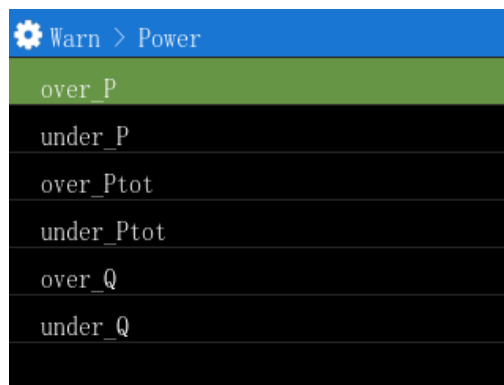 Warn > Power
over_P
under_P
over_Ptot
under_Ptot
over_Q
under_Q